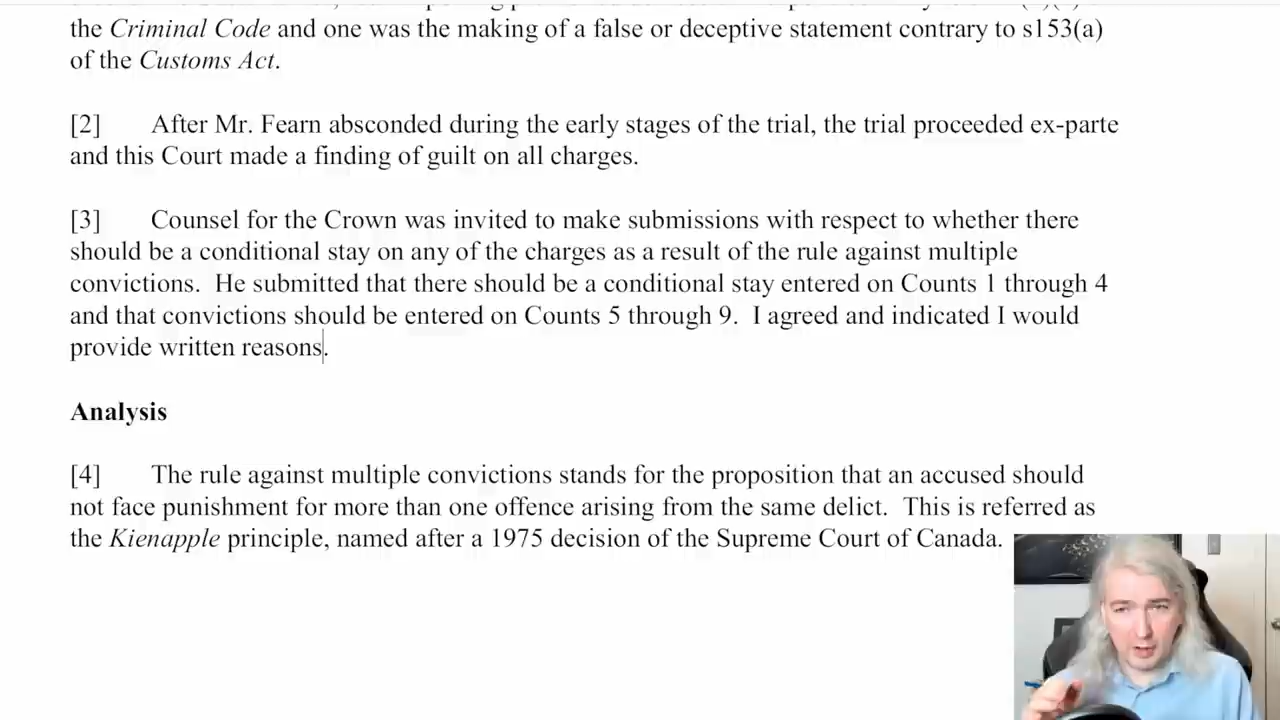 the Criminal Code and one was the making of a false or deceptive statement contrary to s153(a)
of the Customs Act.
[2] After Mr. Fearn absconded during the early stages of the trial, the trial proceeded ex-parte
and this Court made a finding of guilt on all charges.
[3] Counsel for the Crown was invited to make submissions with respect to whether there
should be a conditional stay on any of the charges as a result of the rule against multiple
convictions. He submitted that there should be a conditional stay entered on Counts 1 through 4
and that convictions should be entered on Counts 5 through 9. I agreed and indicated I would
provide written reasons.
Analysis
[4] The rule against multiple convictions stands for the proposition that an accused should
not face punishment for more than one offence arising from the same delict. This is referred as
the Kienapple principle, named after a 1975 decision of the Supreme Court of Canada.